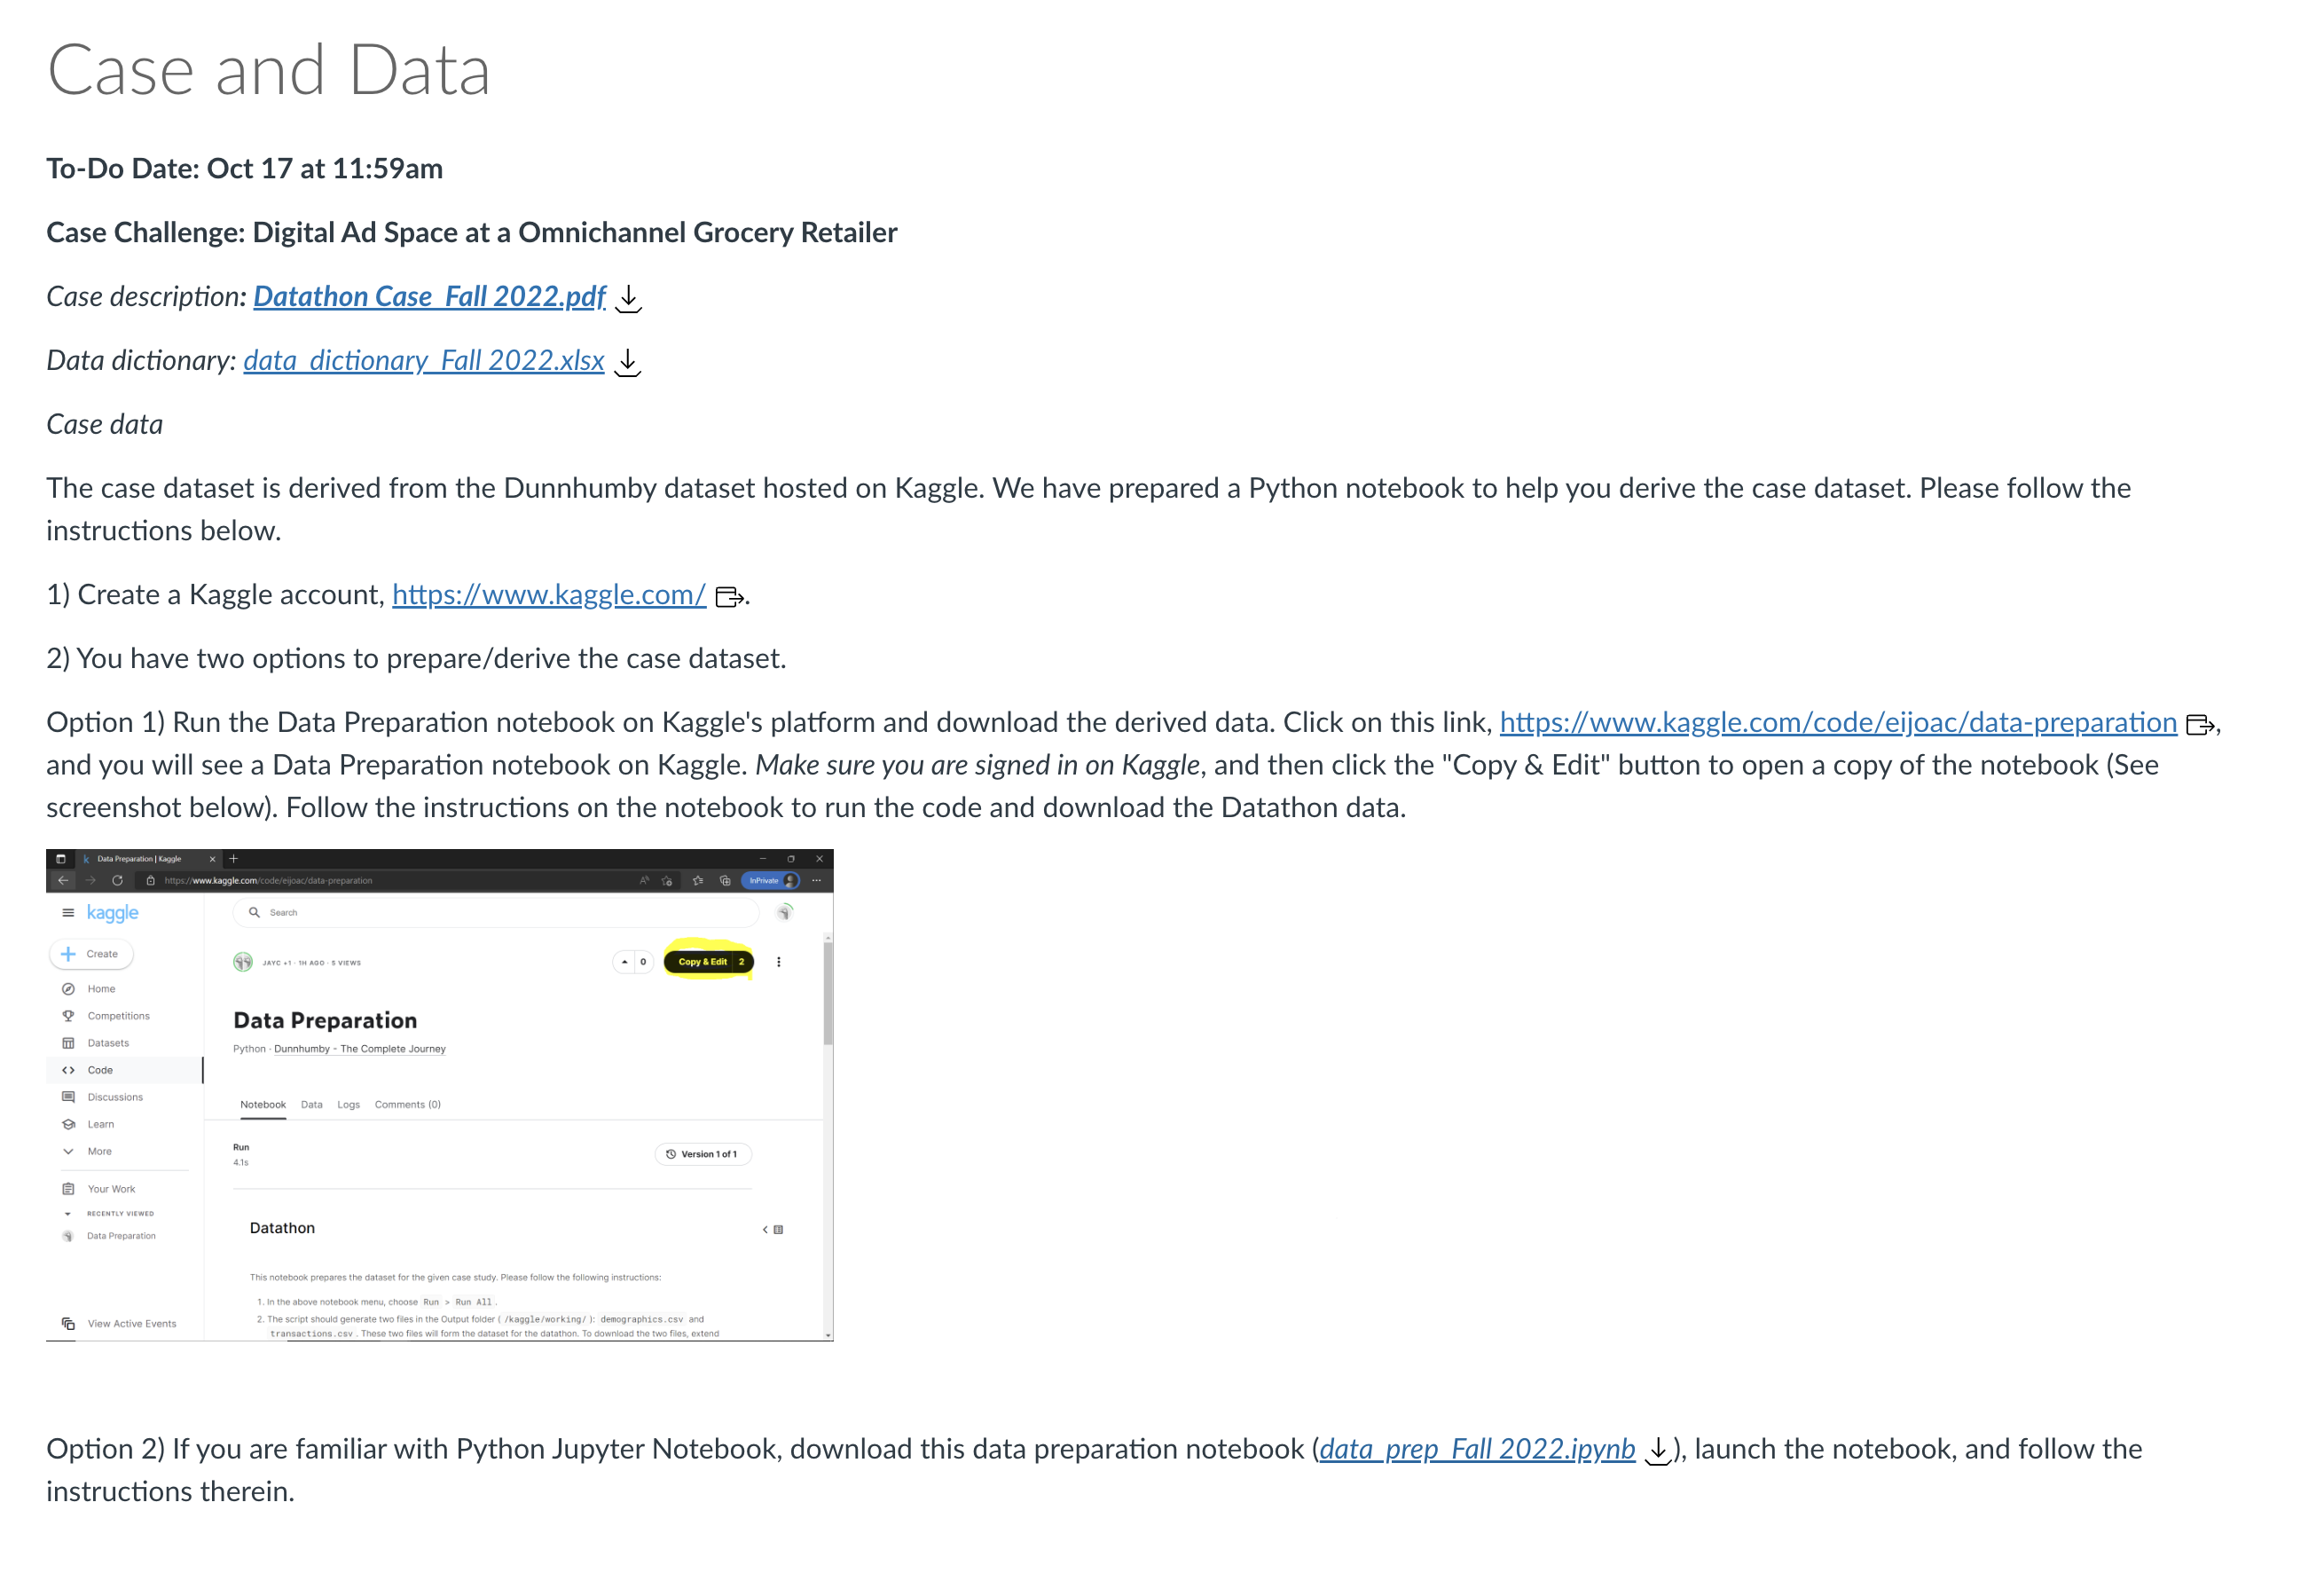 Case and Data
To-Do Date: Oct 17 at 11:59am
Case Challenge: Digital Ad Space at a Omnichannel Grocery Retailer
Case description: Datathon Case_Fall 2022.pdf
Data dictionary: data_dictionary_Fall 2022.xlsx
Case data
The case dataset is derived from the Dunnhumby dataset hosted on Kaggle. We have prepared a Python notebook to help you derive the case dataset. Please follow the
instructions below.
1) Create a Kaggle account, https://www.kaggle.com/ .
2) You have two options to prepare/derive the case dataset.
Option 1) Run the Data Preparation notebook on Kaggle's platform and download the derived data. Click on this link, https://www.kaggle.com/code/eijoac/data-preparation ,
and you will see a Data Preparation notebook on Kaggle. Make sure you are signed in on Kaggle, and then click the "Copy & Edit" button to open a copy of the notebook (See
screenshot below). Follow the instructions on the notebook to run the code and download the Datathon data.
k Data Preparation | Kaggle
https://www.kaggle.com/code/eijoac/data-preparation InPrivate
kaggle
Search
Create
JAYC +1 · 1H AGO · 5 VIEWS
0 Copy & Edit 2
Home
Competitions
Data Preparation
Datasets
Python · Dunnhumby - The Complete Journey
Code
Discussions
Notebook Data Logs Comments (0)
Learn
More
Run
4.1s
Version 1 of 1
Your Work
RECENTLY VIEWED
Data Preparation
Datathon
This notebook prepares the dataset for the given case study. Please follow the following instructions:
1. In the above notebook menu, choose Run > Run All.
2. The script should generate two files in the Output folder ( /kaggle/working/ ): demographics.csv and
transactions.csv . These two files will form the dataset for the datathon. To download the two files, extend
View Active Events
Option 2) If you are familiar with Python Jupyter Notebook, download this data preparation notebook (data_prep_Fall 2022.ipynb ), launch the notebook, and follow the
instructions therein.